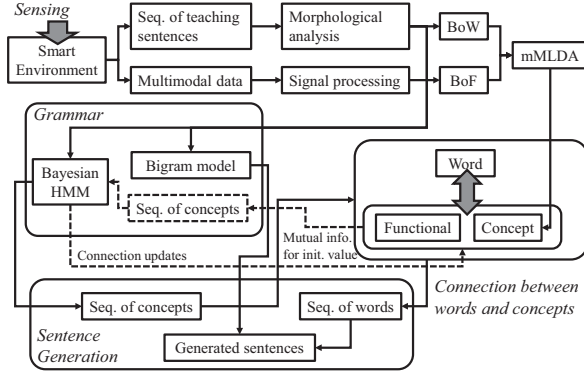 Sensing
Smart
Environment
Seq. of teaching
sentences
Morphological
analysis
BoW
mMLDA
Multimodal data
Signal processing
BoF
Grammar
Bayesian
HMM
Bigram model
Seq. of concepts
Word
Functional
Concept
Mutual info.
for init. value
Connection updates
Connection between
words and concepts
Seq. of concepts
Seq. of words
Sentence
Generation
Generated sentences